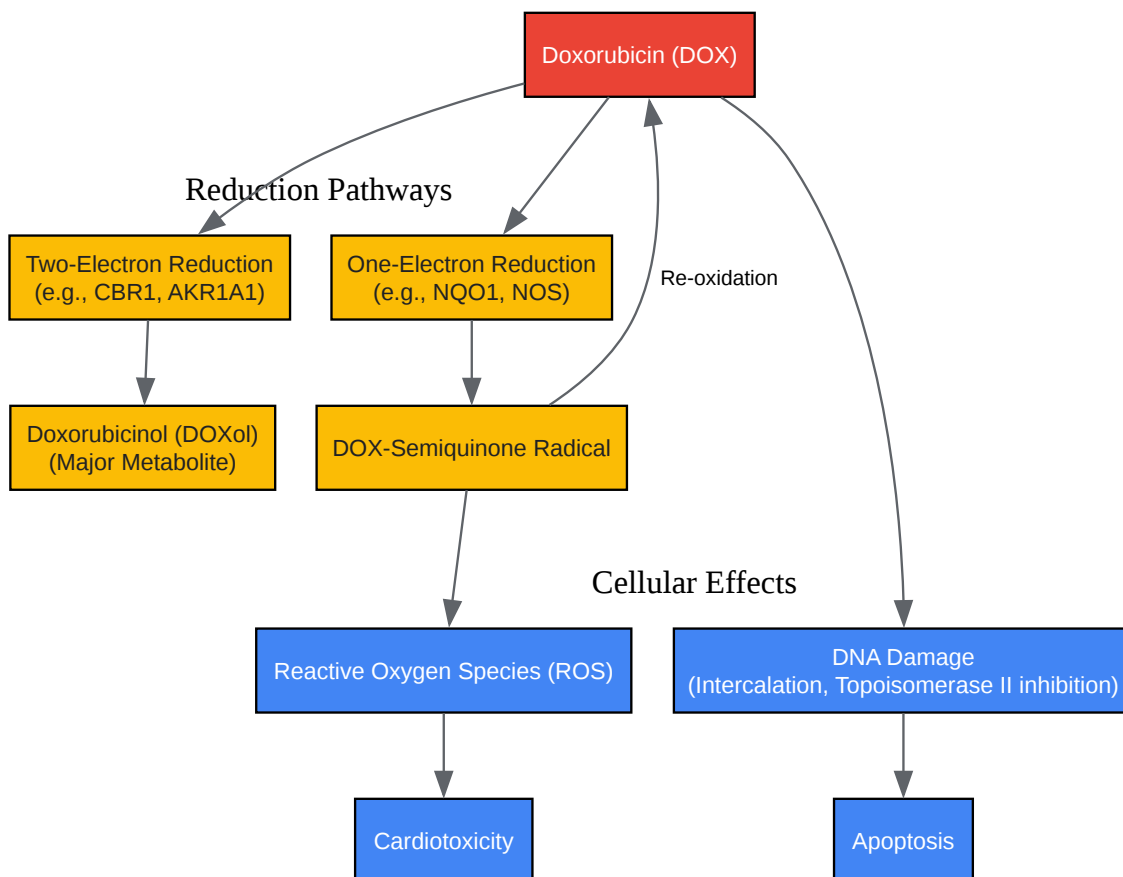 Doxorubicin (DOX)
Reduction Pathways
Two-Electron Reduction
(e.g., CBR1, AKR1A1)
One-Electron Reduction
(e.g., NQO1, NOS)
Re-oxidation
Doxorubicinol (DOXol)
(Major Metabolite)
DOX-Semiquinone Radical
Cellular Effects
Reactive Oxygen Species (ROS)
DNA Damage
(Intercalation, Topoisomerase II inhibition)
Cardiotoxicity
Apoptosis